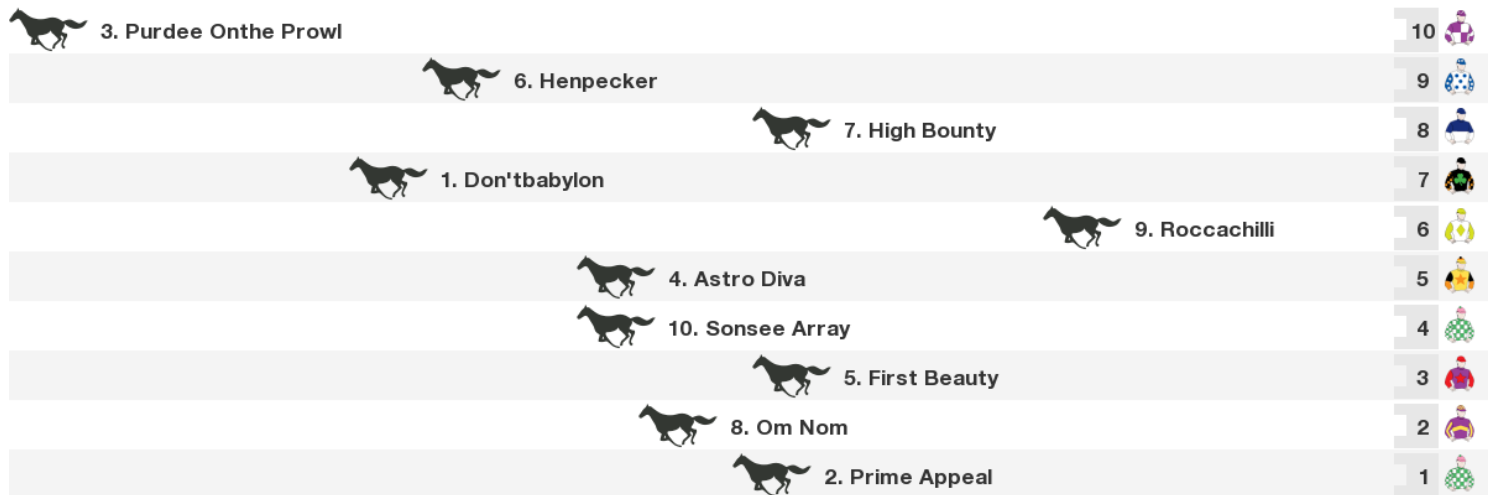 3. Purdee Onthe Prowl 10
6. Henpecker 9
7. High Bounty 8
1. Don'tbabylon 7
9. Roccachilli 6
4. Astro Diva 5
10. Sonsee Array 4
5. First Beauty 3
8. Om Nom 2
2. Prime Appeal 1